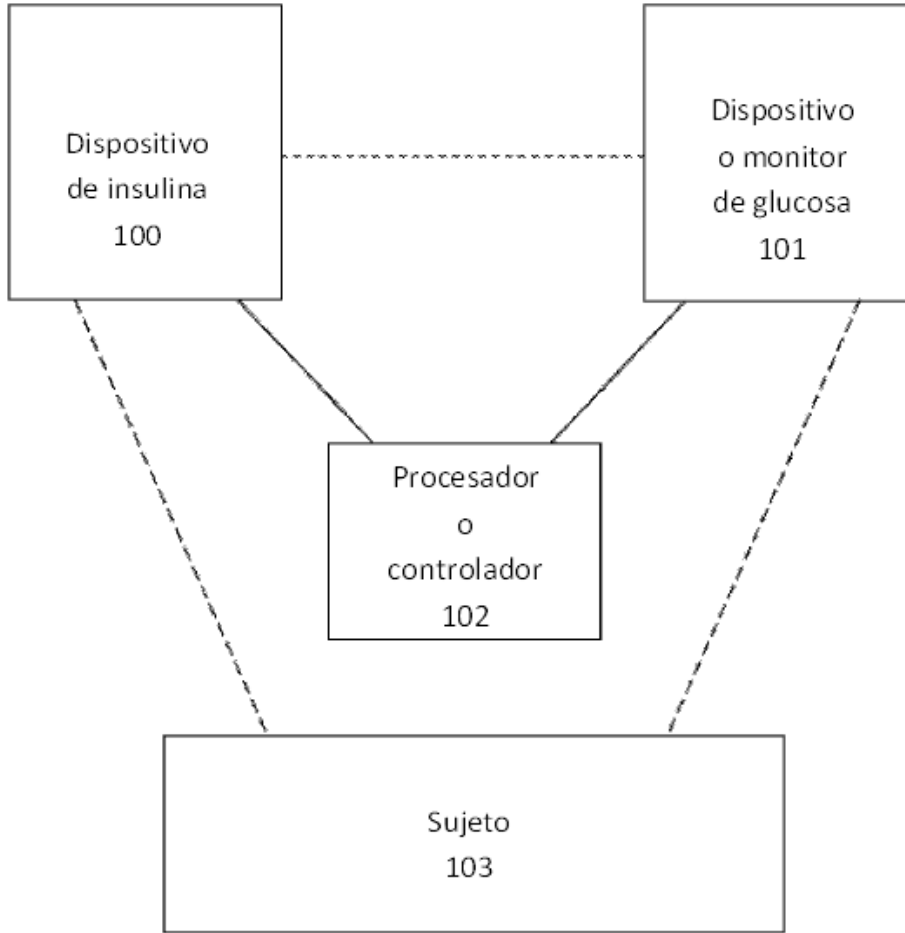 Dispositivo
de insulina
100
Dispositivo
o monitor
de glucosa
101
Procesador
o
controlador
102
Sujeto
103